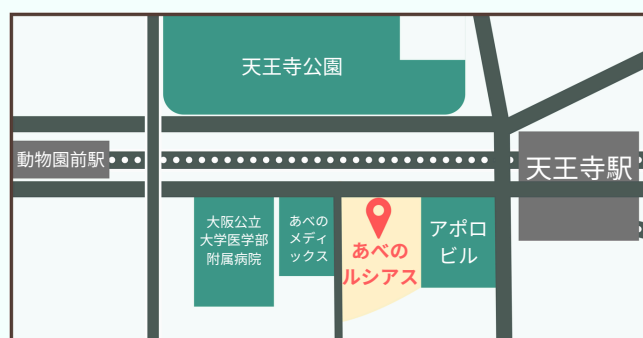 天王寺公園
動物園前駅
天王寺駅
大阪公立
大学医学部
附属病院
あべの
メディ
ックス
あべの
ルシアス
アポロ
ビル